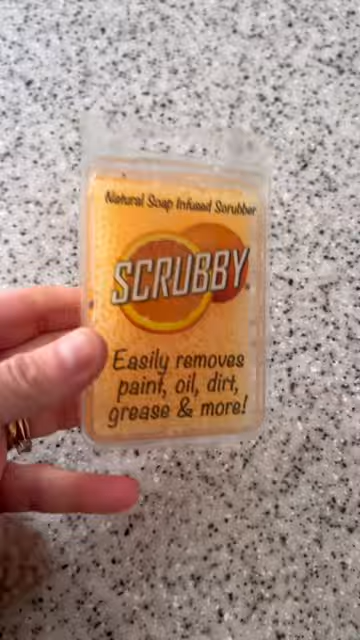 Natural Soap Infused Scrubber
SCRUBBY
Easily removes
paint, oil, dirt,
grease & more!